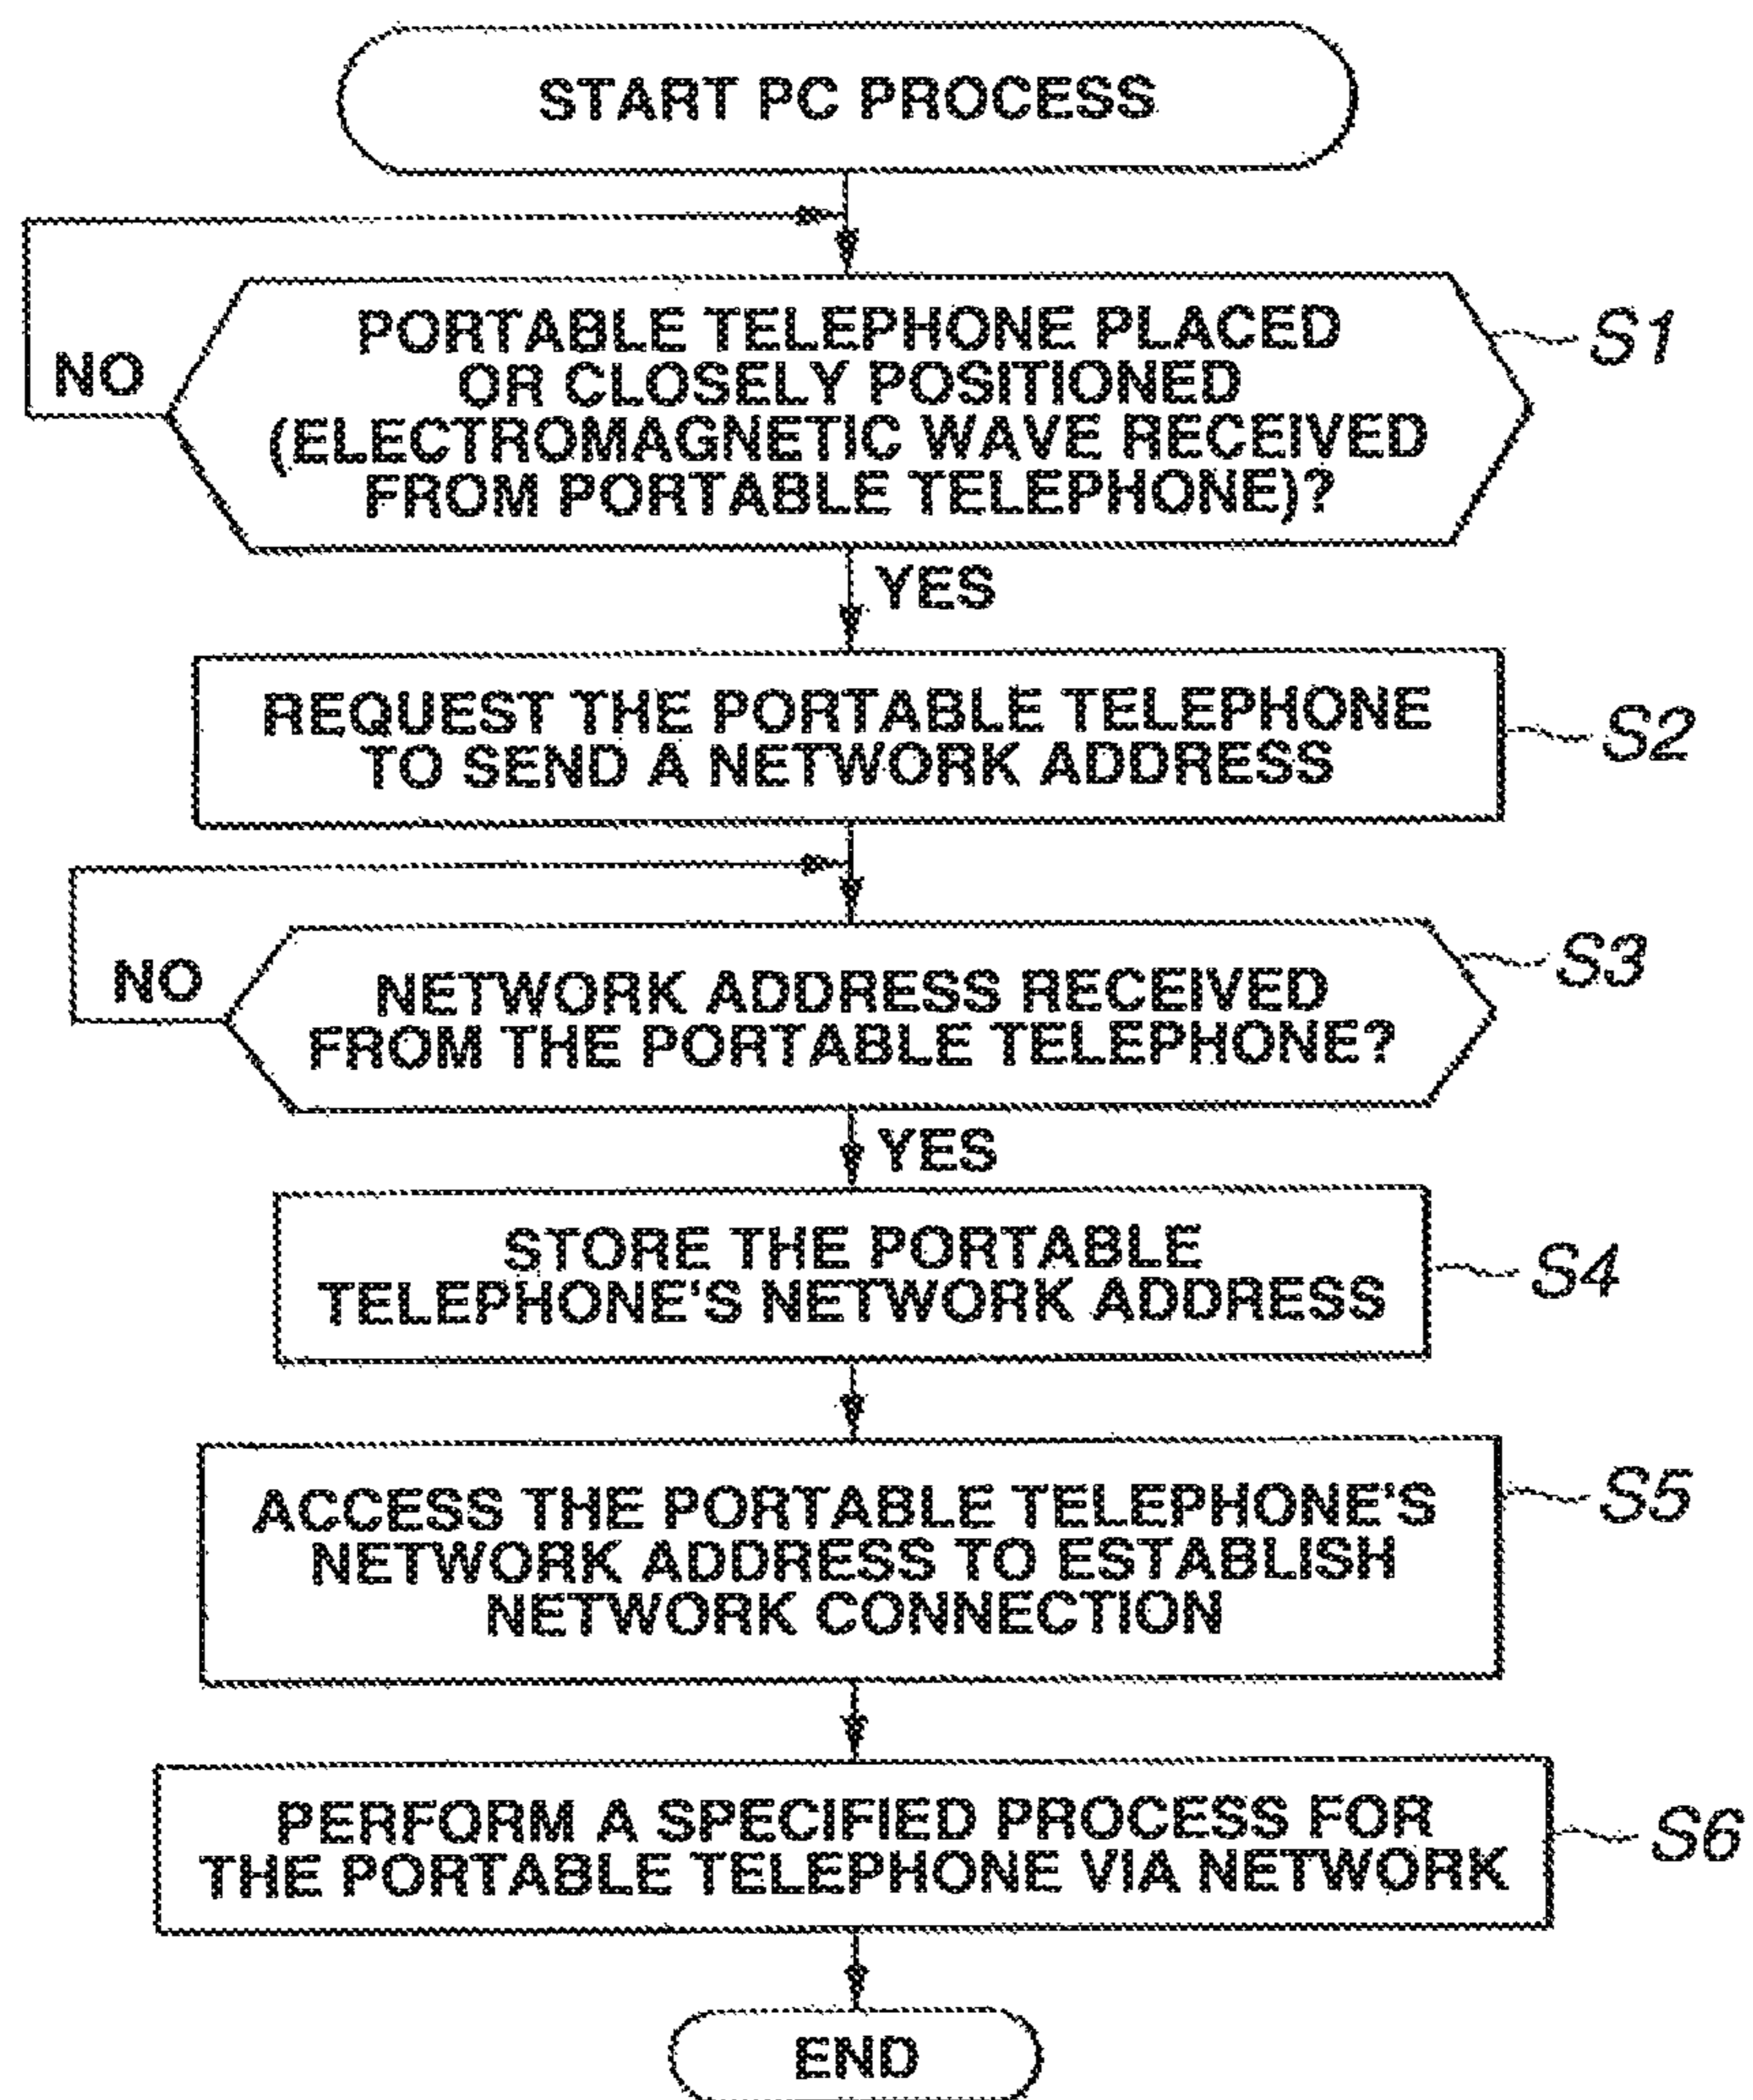 START PC PROCESS
PORTABLE TELEPHONE PLACED
OR CLOSELY POSITIONED
(ELECTROMAGNETIC WAVE RECEIVED
FROM PORTABLE TELEPHONE)?
S1
NO
YES
REQUEST THE PORTABLE TELEPHONE
TO SEND A NETWORK ADDRESS
S2
NETWORK ADDRESS RECEIVED
FROM THE PORTABLE TELEPHONE?
S3
NO
YES
STORE THE PORTABLE
TELEPHONE'S NETWORK ADDRESS
S4
ACCESS THE PORTABLE TELEPHONE'S
NETWORK ADDRESS TO ESTABLISH
NETWORK CONNECTION
S5
PERFORM A SPECIFIED PROCESS FOR
THE PORTABLE TELEPHONE VIA NETWORK
S6
END